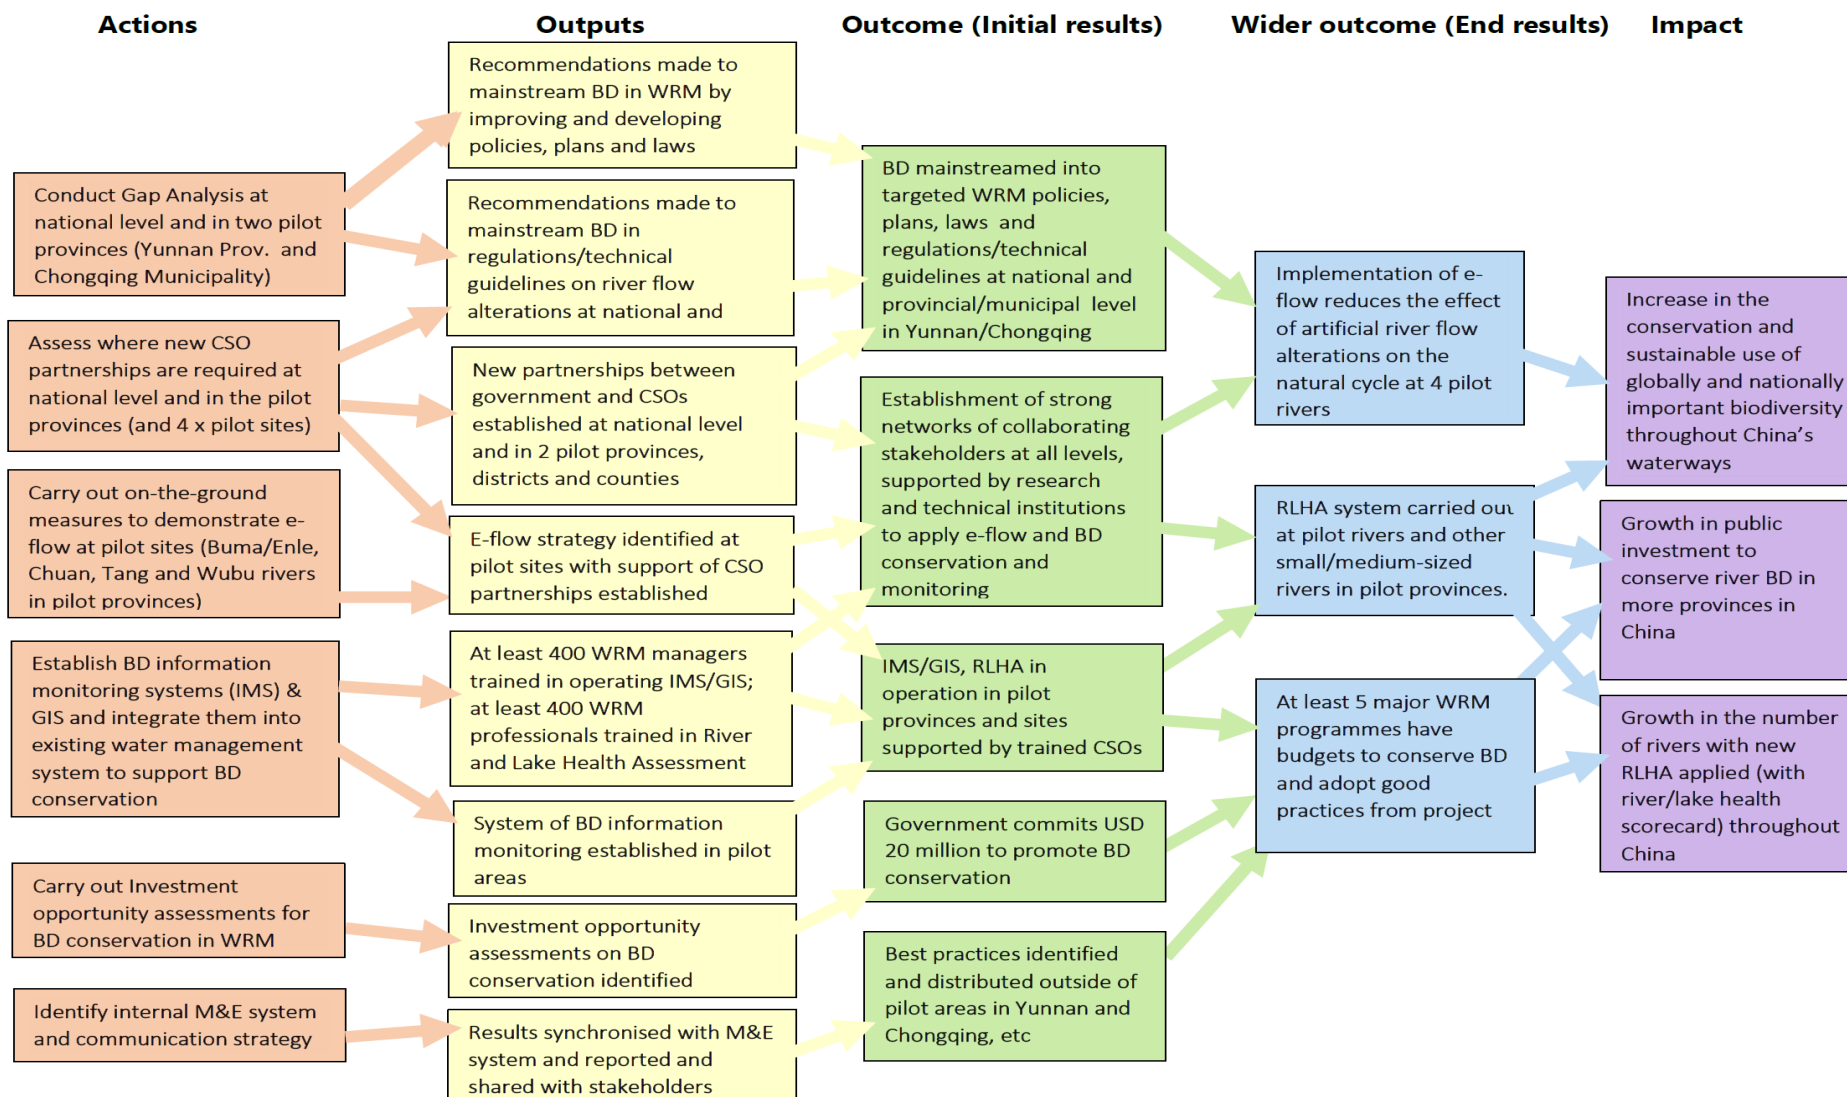 Actions
Outputs
Outcome (Initial results)
Wider outcome (End results)
Impact
Conduct Gap Analysis at
national level and in two pilot
provinces (Yunnan Prov. and
Chongqing Municipality)
Assess where new CSO
partnerships are required at
national level and in the pilot
provinces (and 4 x pilot sites)
Carry out on-the-ground
measures to demonstrate e-
flow at pilot sites (Buma/Enle,
Chuan, Tang and Wubu rivers
in pilot provinces)
Establish BD information
monitoring systems (IMS) &
GIS and integrate them into
existing water management
system to support BD
conservation
Carry out Investment
opportunity assessments for
BD conservation in WRM
Identify internal M&E system
and communication strategy
Recommendations made to
mainstream BD in WRM by
improving and developing
policies, plans and laws
Recommendations made to
mainstream BD in
regulations/technical
guidelines on river flow
alterations at national and
New partnerships between
government and CSOs
established at national level
and in 2 pilot provinces,
districts and counties
E-flow strategy identified at
pilot sites with support of CSO
partnerships established
At least 400 WRM managers
trained in operating IMS/GIS;
at least 400 WRM
professionals trained in River
and Lake Health Assessment
System of BD information
monitoring established in pilot
areas
Investment opportunity
assessments on BD
conservation identified
Results synchronised with M&E
system and reported and
shared with stakeholders
BD mainstreamed into
targeted WRM policies,
plans, laws and
regulations/technical
guidelines at national and
provincial/municipal level
in Yunnan/Chongqing
Establishment of strong
networks of collaborating
stakeholders at all levels,
supported by research
and technical institutions
to apply e-flow and BD
conservation and
monitoring
IMS/GIS, RLHA in
operation in pilot
provinces and sites
supported by trained CSOs
Government commits USD
20 million to promote BD
conservation
Best practices identified
and distributed outside of
pilot areas in Yunnan and
Chongqing, etc
Implementation of e-
flow reduces the effect
of artificial river flow
alterations on the
natural cycle at 4 pilot
rivers
RLHA system carried out
at pilot rivers and other
small/medium-sized
rivers in pilot provinces.
At least 5 major WRM
programmes have
budgets to conserve BD
and adopt good
practices from project
Increase in the
conservation and
sustainable use of
globally and nationally
important biodiversity
throughout China's
waterways
Growth in public
investment to
conserve river BD in
more provinces in
China
Growth in the number
of rivers with new
RLHA applied (with
river/lake health
scorecard) throughout
China